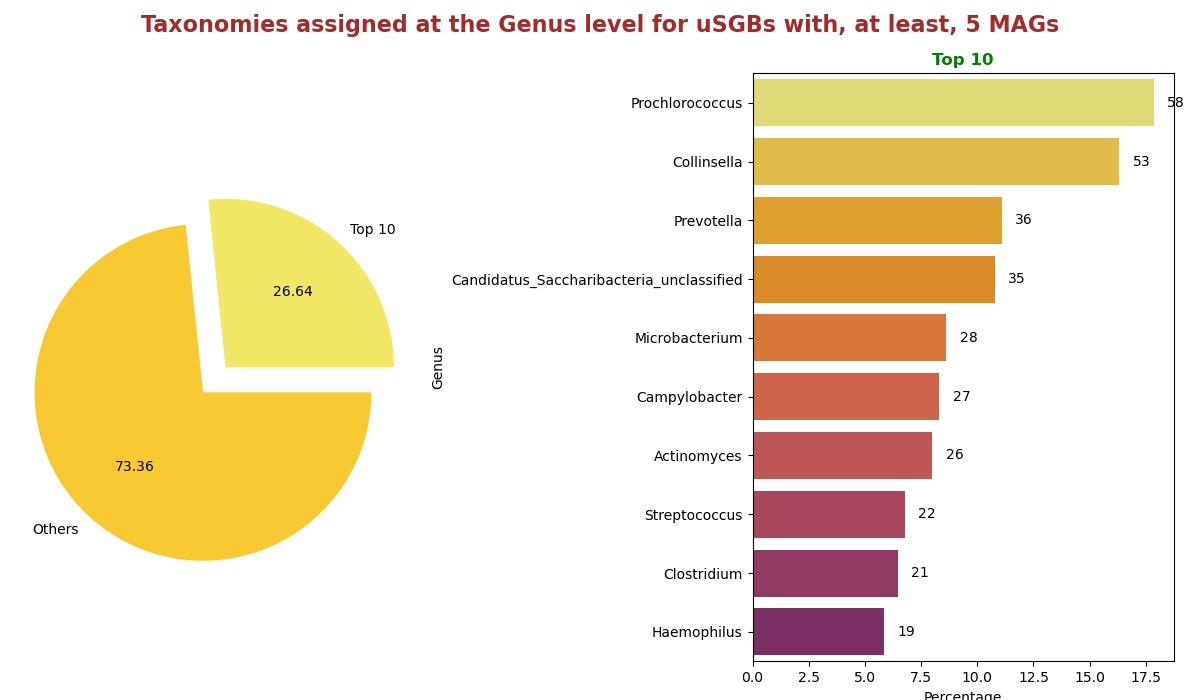 Taxonomies assigned at the Genus level for uSGBs with, at least, 5 MAGs
Top 10
26.64
73.36
Others
Top 10
Genus
Prochlorococcus 58
Collinsella 53
Prevotella 36
Candidatus_Saccharibacteria_unclassified 35
Microbacterium 28
Campylobacter 27
Actinomyces 26
Streptococcus 22
Clostridium 21
Haemophilus 19
0.0 2.5 5.0 7.5 10.0 12.5 15.0 17.5
Percentage